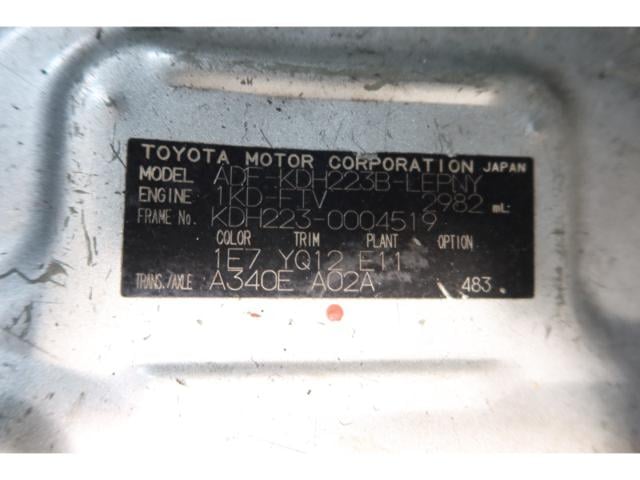 TOYOTA MOTOR CORPORATION JAPAN
MODEL ADF-KDH223B-LEPNY
ENGINE 1KD-FTV 2982 mL
FRAME No. KDH223-0004519
COLOR TRIM PLANT OPTION
1E7 YQ12 E11
TRANS./AXLE A340E A02A 483